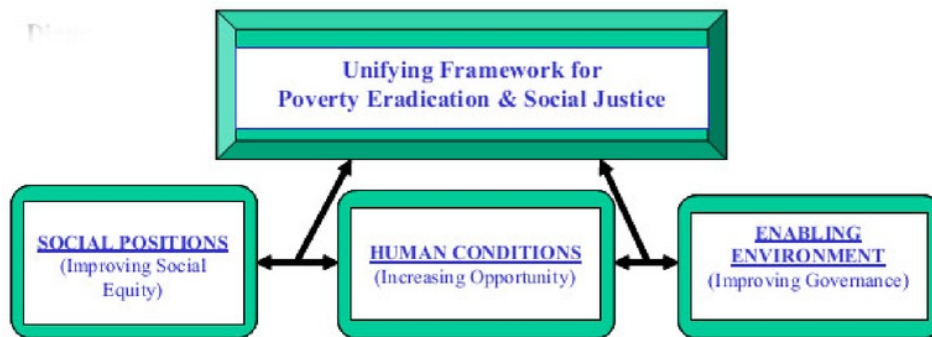 Unifying Framework for
Poverty Eradication & Social Justice
SOCIAL POSITIONS
(Improving Social
Equity)
HUMAN CONDITIONS
(Increasing Opportunity)
ENABLING
ENVIRONMENT
(Improving Governance)